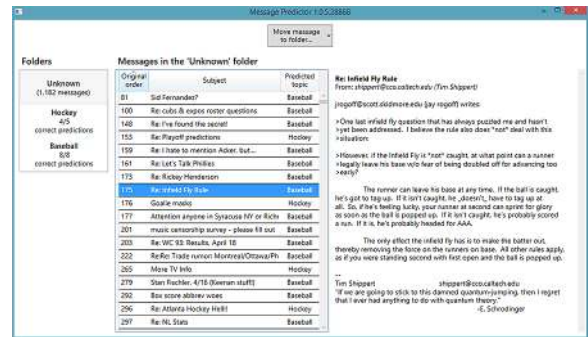 Message Predictor 1.0.5.28868
Move message
to folder...
Folders
Unknown
(1,182 messages)
Hockey
4/5
correct predictions
Baseball
8/8
correct predictions
Messages in the 'Unknown' folder
Original order Subject Predicted topic
81 Sid Fernandez? Baseball
100 Re: cubs & expos roster questions Baseball
148 Re: I've found the secret! Baseball
153 Re: Playoff predictions Hockey
159 Re: I hate to mention Acker, but... Baseball
161 Re: Let's Talk Phillies Baseball
173 Re: Rickey Henderson Baseball
175 Re: Infield Fly Rule Baseball
176 Goalie masks Hockey
177 Attention anyone in Syracuse NY or Richm Baseball
201 music censorship survey - please fill out Baseball
203 Re: WC 93: Results, April 18 Baseball
222 Re:Re: Trade rumor: Montreal/Ottawa/Ph Baseball
265 More TV Info Hockey
279 Stan Fischler, 4/18 (Keenan stuff!) Baseball
292 Box score abbrev woes Baseball
296 Re: Atlanta Hockey Hell!! Hockey
297 Re: NL Stats Baseball
Re: Infield Fly Rule
From: shippert@cco.caltech.edu (Tim Shippert)
jrogoff@scott.skidmore.edu (jay rogoff) writes:
>One last infield fly question that has always puzzled me and hasn't
>yet been addressed. I believe the rule also does *not* deal with this
>situation:
>However, if the Infield Fly is *not* caught, at what point can a runner
>legally leave his base w/o fear of being doubled off for advancing too
>early?
The runner can leave his base at any time. If the ball is caught,
he's got to tag up. If it isn't caught, he _doesn't_ have to tag up at
all. So, if he's feeling lucky, your runner at second can sprint for glory
as soon as the ball is popped up. If it isn't caught, he's probably scored
a run. If it is, he's probably headed for AAA.
The only effect the infield fly has is to make the batter out,
thereby removing the force on the runners on base. All other rules apply,
as if you were standing second with first open and the ball is popped up.
--
Tim Shippert shippert@cco.caltech.edu
"If we are going to stick to this damned quantum-jumping, then I regret
that I ever had anything to do with quantum theory."
-E. Schrodinger